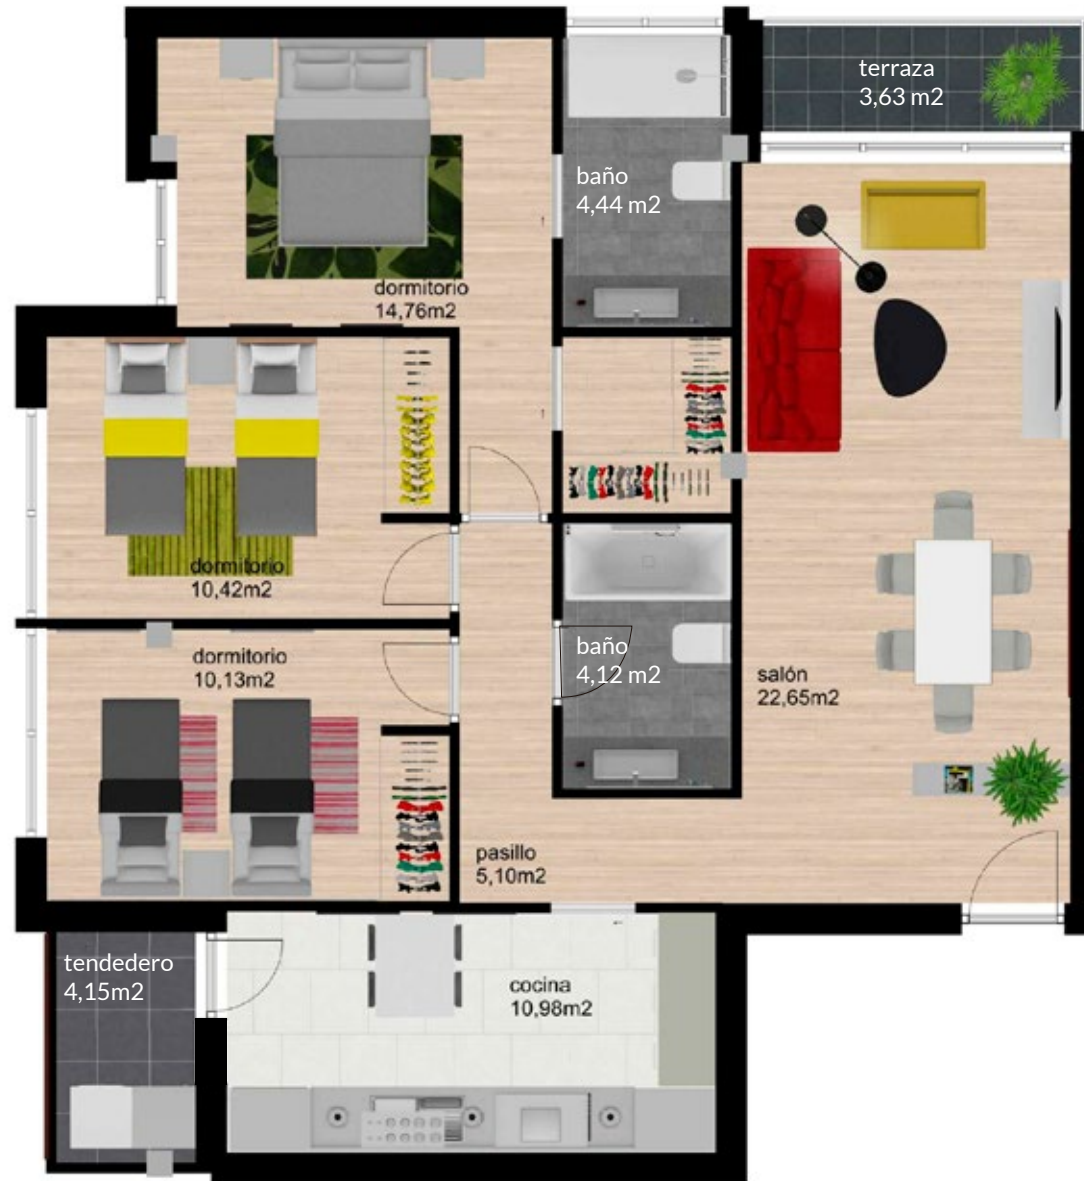 terraza
3,63 m2
baño
4,44 m2
dormitorio
14,76m2
dormitorio
10,42m2
dormitorio
10,13m2
baño
4,12 m2
salón
22,65m2
pasillo
5,10m2
tendedero
4,15m2
cocina
10,98m2